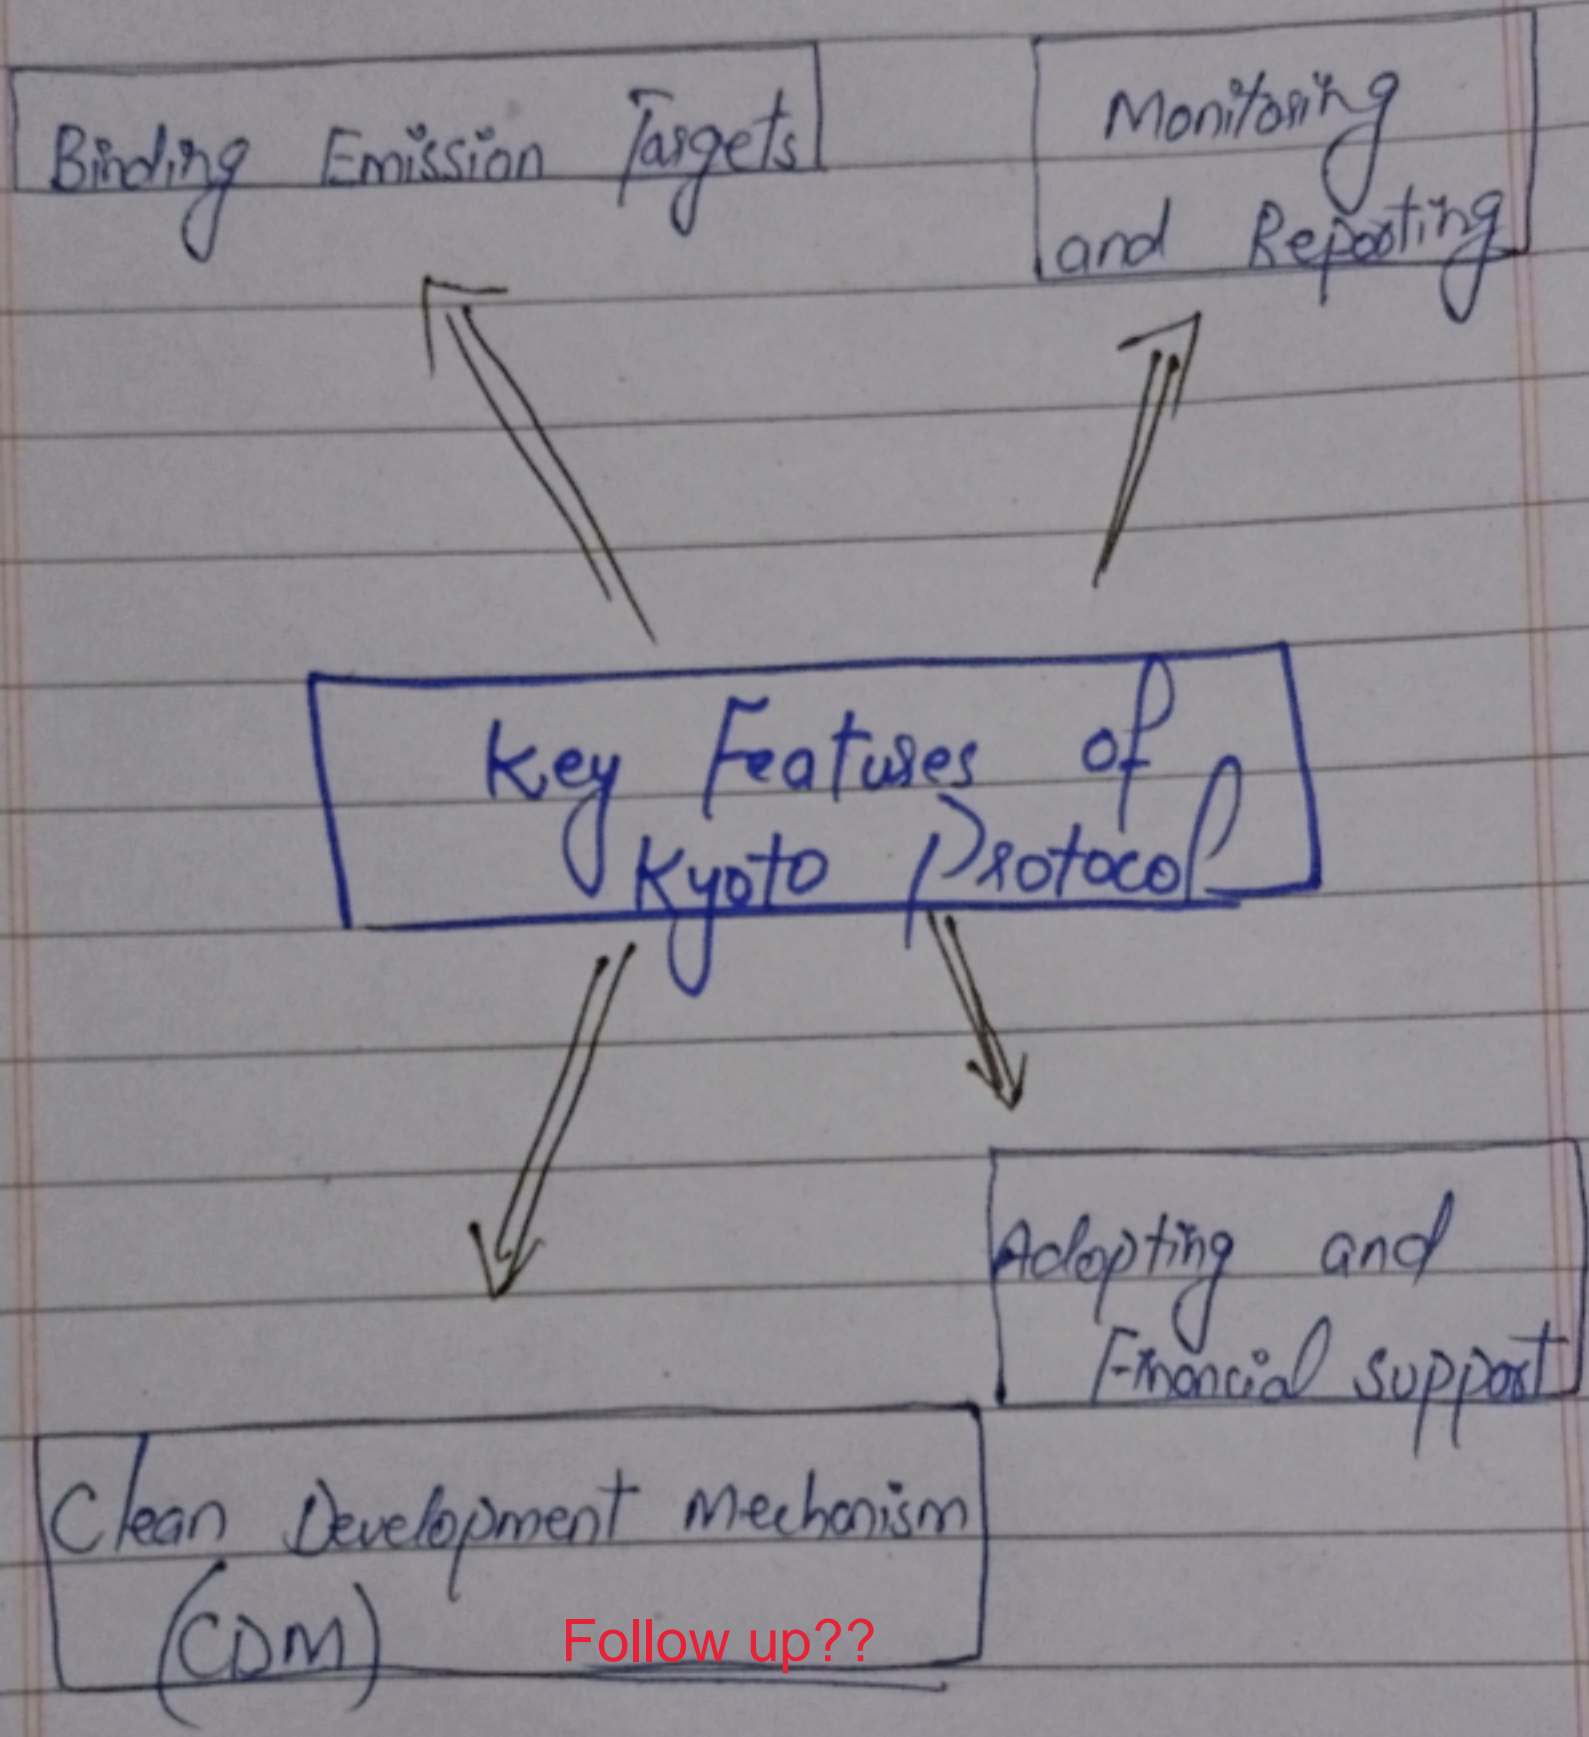 Binding Emission Targets
Monitoring
and Reporting
Key Features of
Kyoto Protocol
Adopting and
Financial support
Clean Development Mechanism
(CDM)
Follow up??